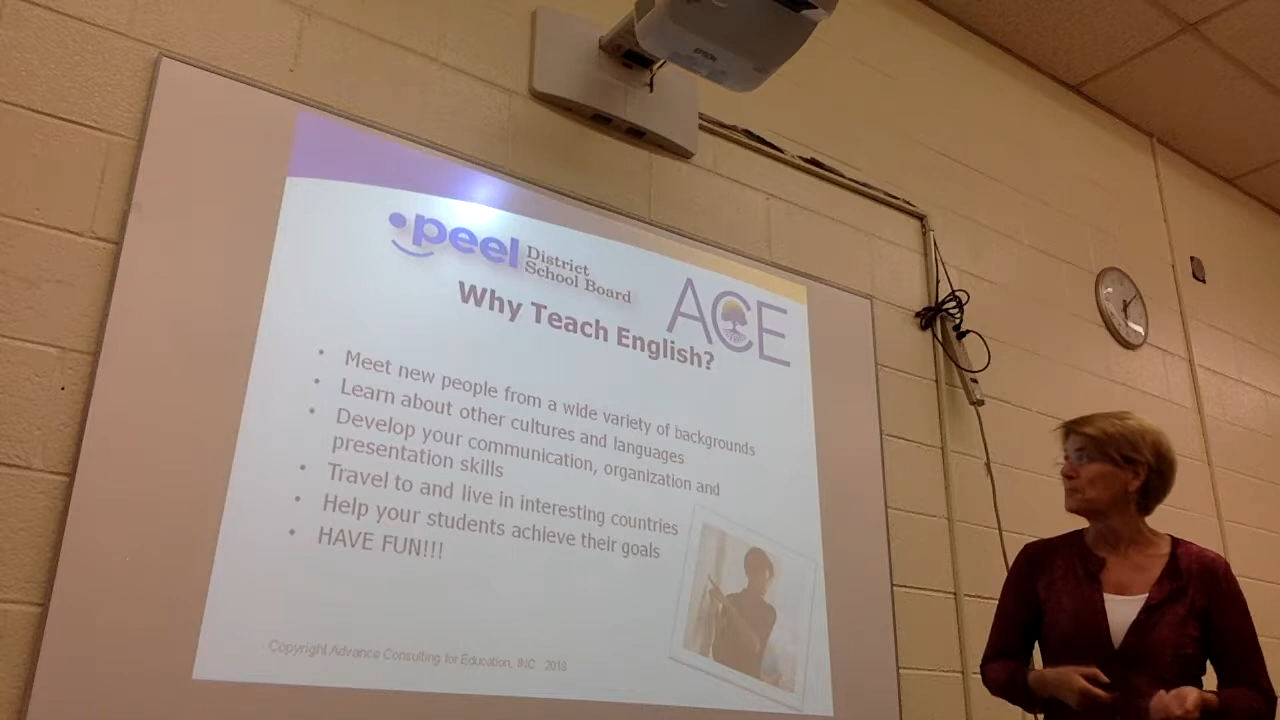 EPSON
peel District
School Board
ACE
Why Teach English?
• Meet new people from a wide variety of backgrounds
• Learn about other cultures and languages
• Develop your communication, organization and
presentation skills
• Travel to and live in interesting countries
• Help your students achieve their goals
• HAVE FUN!!!
Copyright Advance Consulting for Education, INC 2018